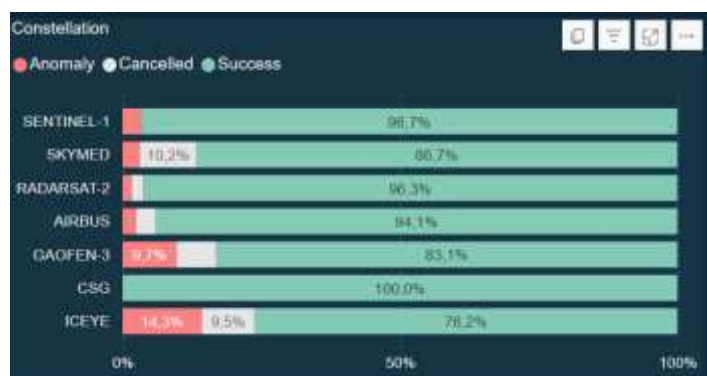 Constellation
Anomaly Cancelled Success
SENTINEL-1 96,7%
SKYMED 10,2% 86,7%
RADARSAT-2 96,3%
AIRBUS 94,1%
GAOFEN-3 9,7% 83,1%
CSG 100,0%
ICEYE 14,3% 9,5% 76,2%
0% 50% 100%